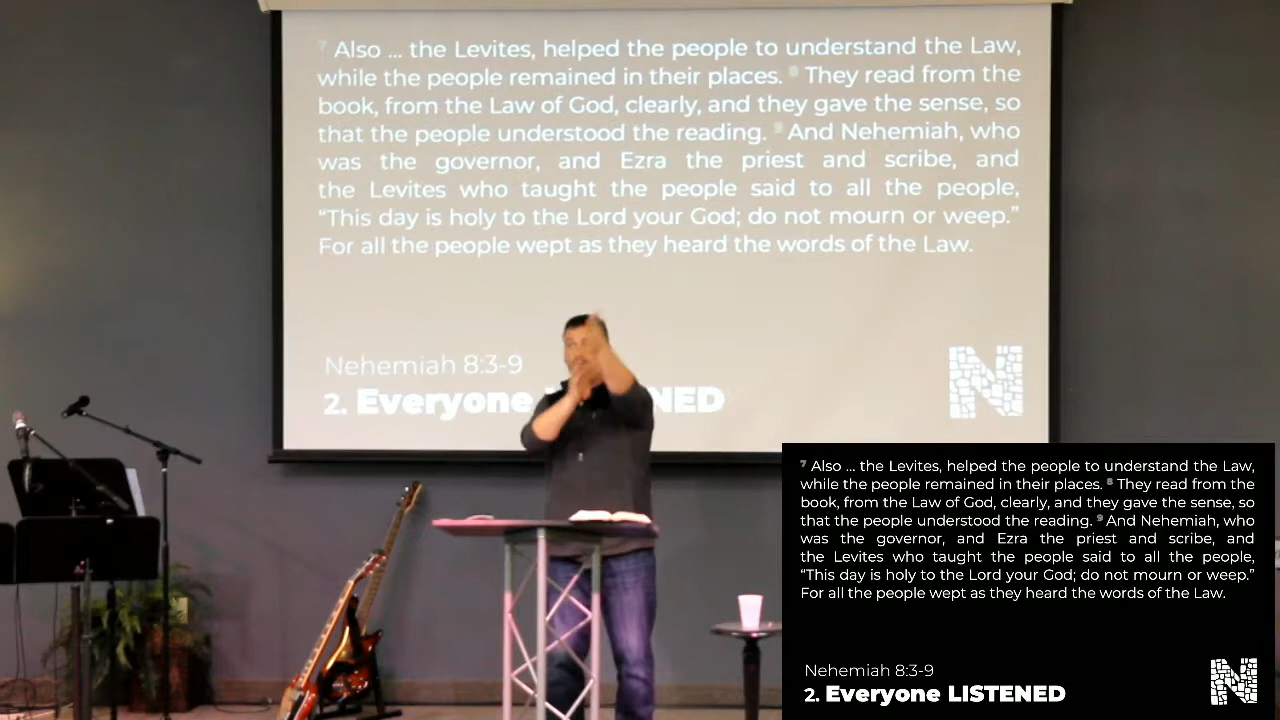 ⁷ Also ... the Levites, helped the people to understand the Law,
while the people remained in their places. ⁸ They read from the
book, from the Law of God, clearly, and they gave the sense, so
that the people understood the reading. ⁹ And Nehemiah, who
was the governor, and Ezra the priest and scribe, and
the Levites who taught the people said to all the people,
“This day is holy to the Lord your God; do not mourn or weep.”
For all the people wept as they heard the words of the Law.
Nehemiah 8:3-9
2. Everyone NED
N
⁷ Also ... the Levites, helped the people to understand the Law,
while the people remained in their places. ⁸ They read from the
book, from the Law of God, clearly, and they gave the sense, so
that the people understood the reading. ⁹ And Nehemiah, who
was the governor, and Ezra the priest and scribe, and
the Levites who taught the people said to all the people,
“This day is holy to the Lord your God; do not mourn or weep.”
For all the people wept as they heard the words of the Law.
Nehemiah 8:3-9
2. Everyone LISTENED
N